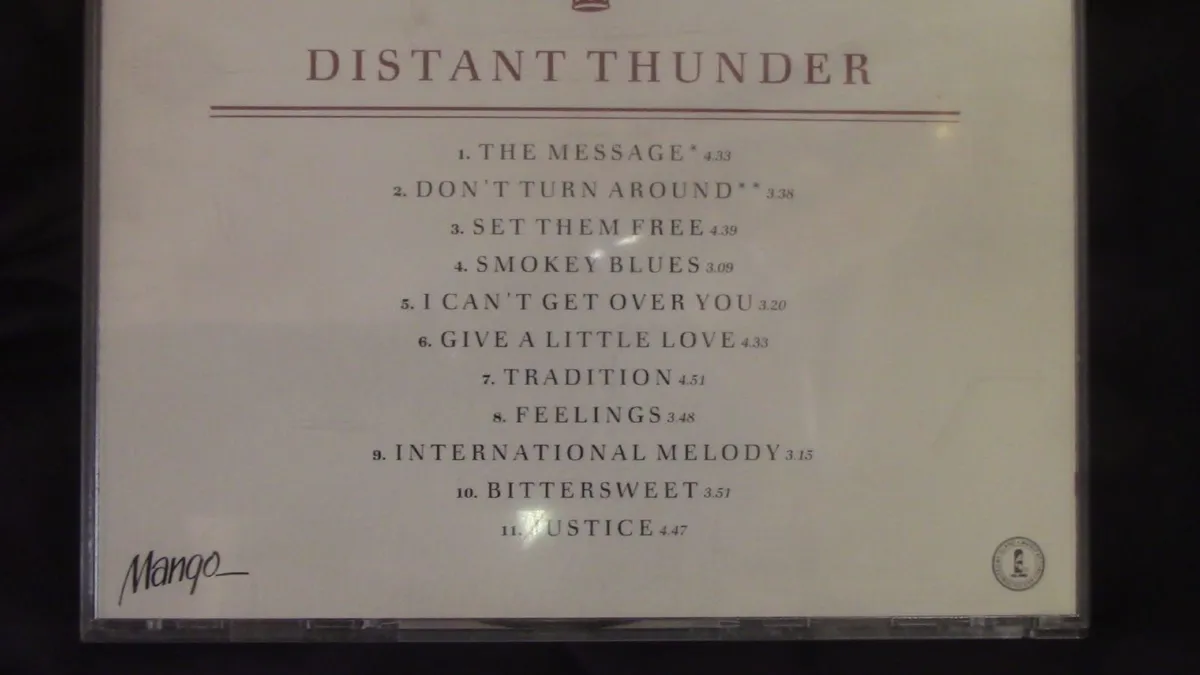 DISTANT THUNDER
1. THE MESSAGE* 4.33
2. DON'T TURN AROUND** 3.38
3. SET THEM FREE 4.39
4. SMOKEY BLUES 3.09
5. I CAN'T GET OVER YOU 3.20
6. GIVE A LITTLE LOVE 4.33
7. TRADITION 4.51
8. FEELINGS 3.48
9. INTERNATIONAL MELODY 3.15
10. BITTERSWEET 3.51
11. JUSTICE 4.47
Mango